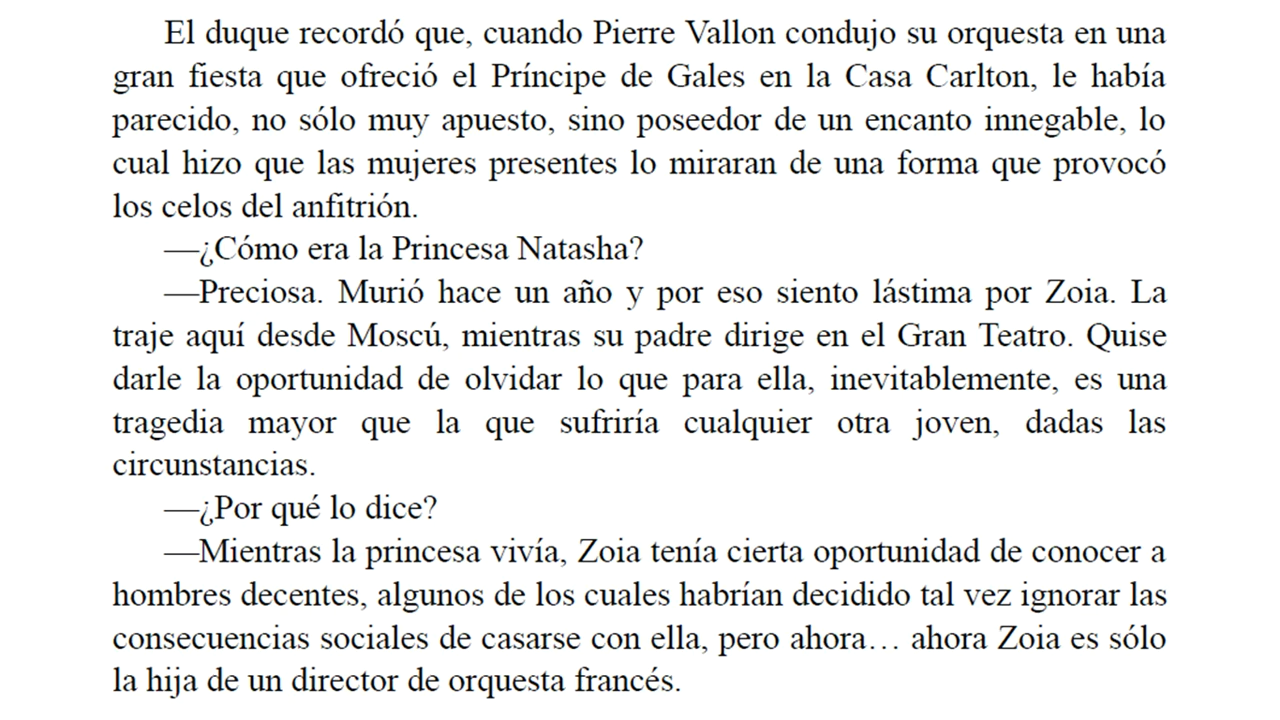 El duque recordó que, cuando Pierre Vallon condujo su orquesta en una
gran fiesta que ofreció el Príncipe de Gales en la Casa Carlton, le había
parecido, no sólo muy apuesto, sino poseedor de un encanto innegable, lo
cual hizo que las mujeres presentes lo miraran de una forma que provocó
los celos del anfitrión.
—¿Cómo era la Princesa Natasha?
—Preciosa. Murió hace un año y por eso siento lástima por Zoia. La
traje aquí desde Moscú, mientras su padre dirige en el Gran Teatro. Quise
darle la oportunidad de olvidar lo que para ella, inevitablemente, es una
tragedia mayor que la que sufriría cualquier otra joven, dadas las
circunstancias.
—¿Por qué lo dice?
—Mientras la princesa vivía, Zoia tenía cierta oportunidad de conocer a
hombres decentes, algunos de los cuales habrían decidido tal vez ignorar las
consecuencias sociales de casarse con ella, pero ahora… ahora Zoia es sólo
la hija de un director de orquesta francés.